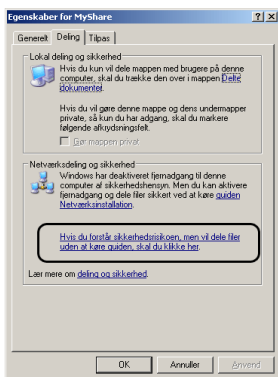 Egenskaber for MyShare
Generelt Deling Tilpas
Lokal deling og sikkerhed
Hvis du kun vil dele mappen med brugere på denne
computer, skal du trække den over i mappen Delte
dokumenter.
Hvis du vil gøre denne mappe og dens undermapper
private, så kun du har adgang, skal du markere
følgende afkrydsningsfelt.
Gør mappen privat
Netværksdeling og sikkerhed
Windows har deaktiveret fjernadgang til denne
computer af sikkerhedshensyn. Men du kan aktivere
fjernadgang og dele filer sikkert ved at køre guiden
Netværksinstallation.
Hvis du forstår sikkerhedsrisikoen, men vil dele filer
uden at køre guiden, skal du klikke her.
Lær mere om deling og sikkerhed.
OK Annuller Anvend